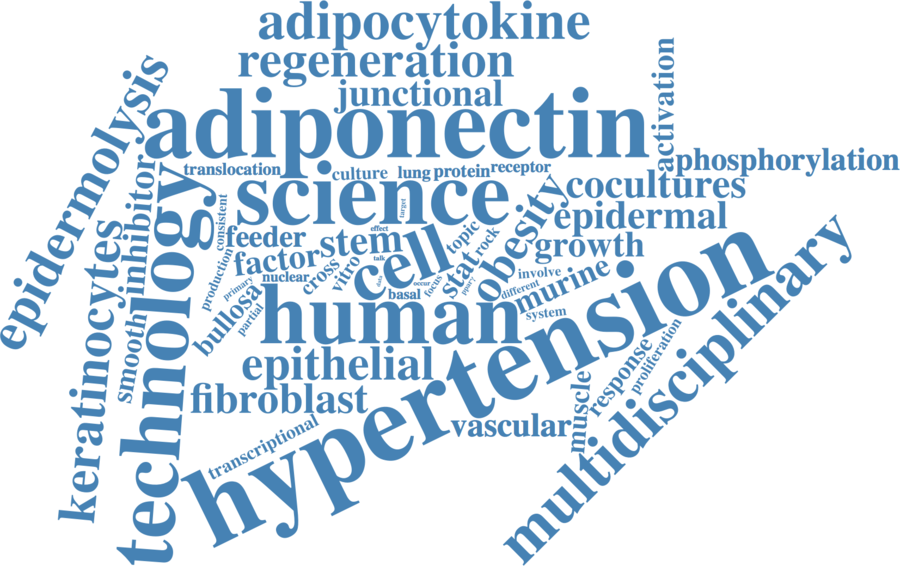 adipocytokine
regeneration
junctional
adiponectin
activation
phosphorylation
epidermolysis
inhibitor
translocation
culture
lung
protein
receptor
technology
science
target
obesity
cocultures
epidermal
consistent
feeder
stem
effect
topic
rock
growth
factor
talk
cell
stat
keratinocytes
production
nuclear
cross
vitro
involve
murine
primary
occur
focus
different
bullosa
basal
partial
human
system
smooth
hypertension
multidisciplinary
epithelial
fibroblast
response
proliferation
muscle
vascular
transcriptional